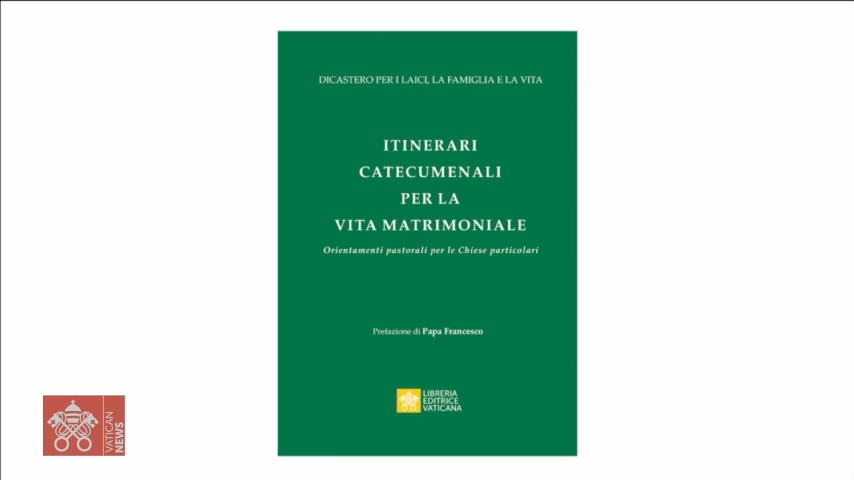 DICASTERO PER I LAICI, LA FAMIGLIA E LA VITA
ITINERARI
CATECUMENALI
PER LA
VITA MATRIMONIALE
Orientamenti pastorali per le Chiese particolari
Prefazione di Papa Francesco
LIBRERIA
EDITRICE
VATICANA
VATICAN
NEWS